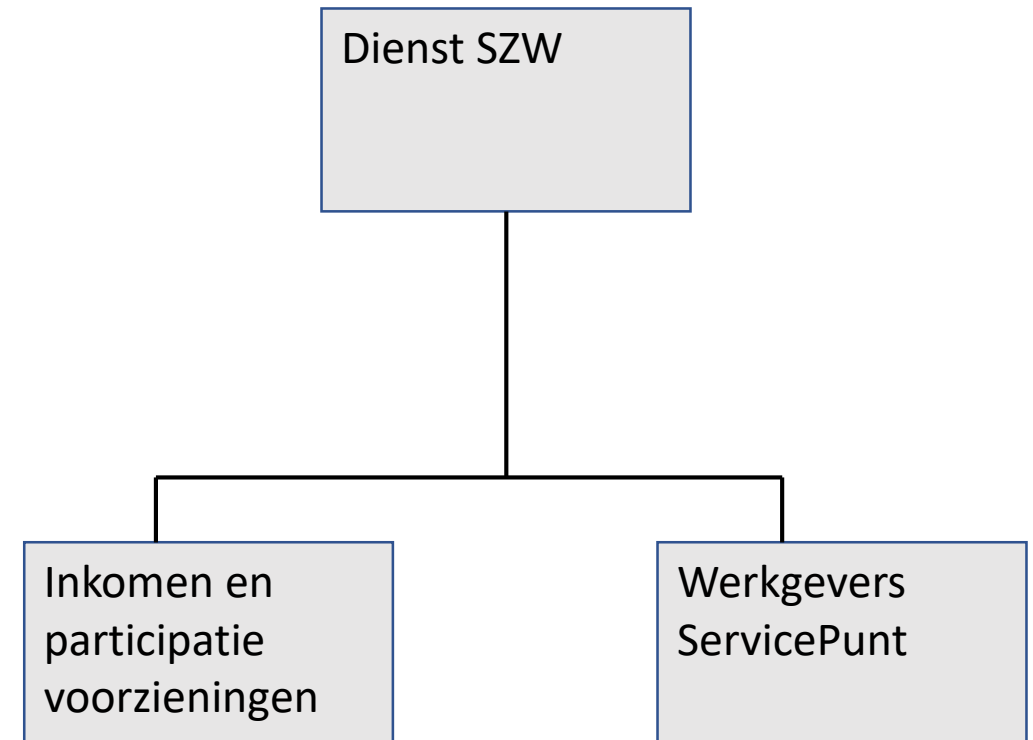 Dienst SZW
Inkomen en
participatie
voorzieningen
Werkgevers
ServicePunt